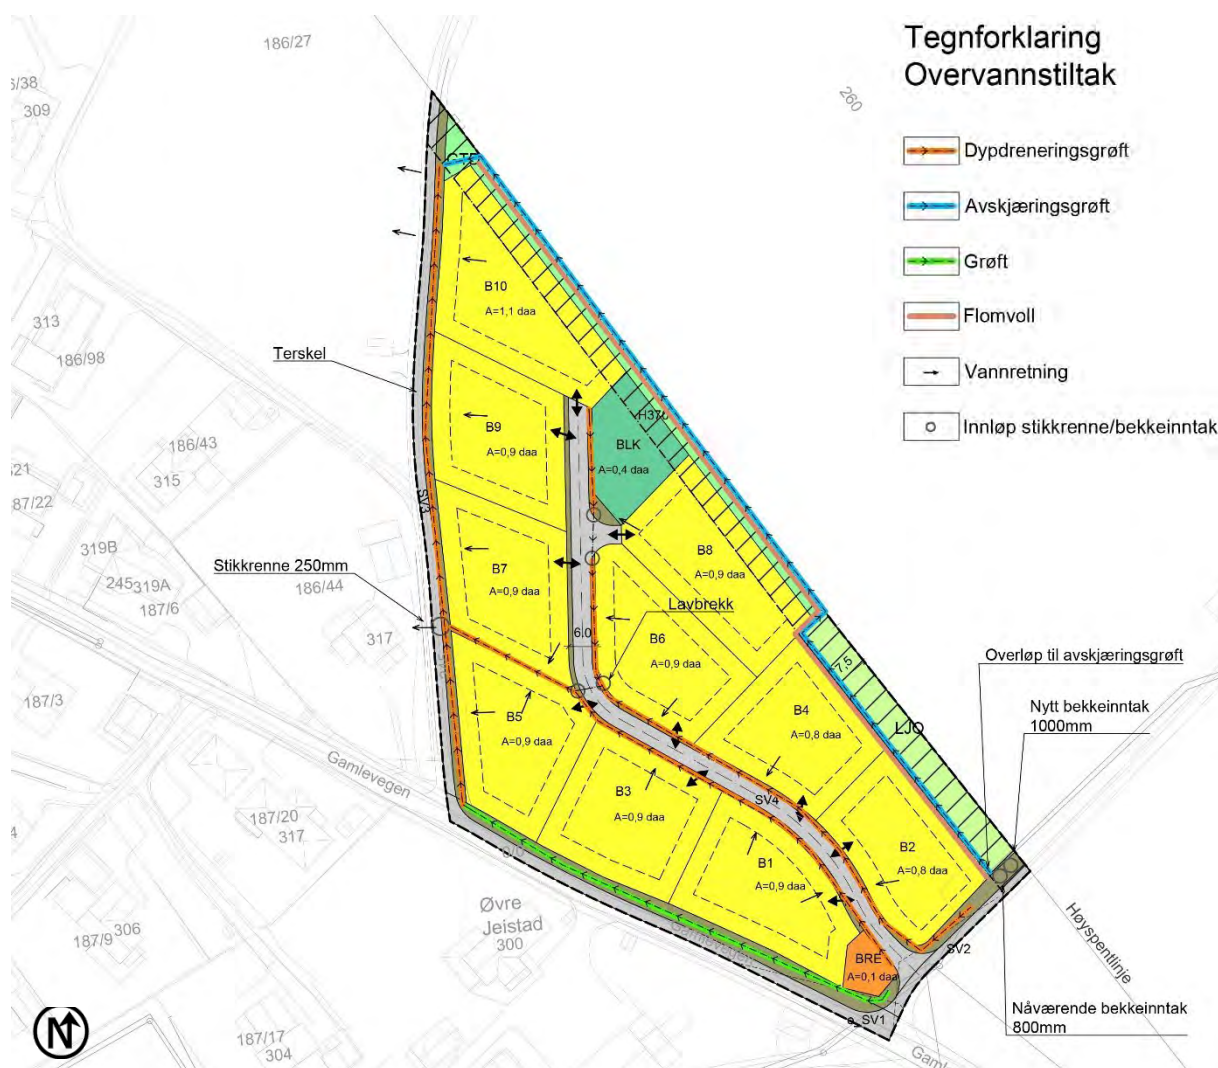 Tegnforklaring
Overvannstiltak
Dypdreneringsgrøft
Avskjæringsgrøft
Grøft
Flomvoll
Vannretning
Innløp stikkrenne/bekkeinntak
186/27
309
260
B10
A=1,1 daa
313
186/98
Terskel
B9
A=0,9 daa
BLK
A=0,4 daa
186/43
315
SV3
319B
245
319A
187/6
Stikkrenne 250mm
186/44
317
B7
A=0,9 daa
B8
A=0,9 daa
Lavbrekk
6.0
B6
A=0,9 daa
7,5
Overløp til avskjæringsgrøft
Nytt bekkeinntak
1000mm
187/3
B5
A=0,9 daa
B4
A=0,8 daa
LJO
Gamlevegen
187/20
317
B3
A=0,9 daa
SV4
B2
A=0,8 daa
B1
A=0,9 daa
Øvre
Jeistad
300
Gamlevegen
187/9
306
BRE
A=0,1 daa
SV2
Høyspentlinje
Nåværende bekkeinntak
800mm
SV1
N
187/17
304